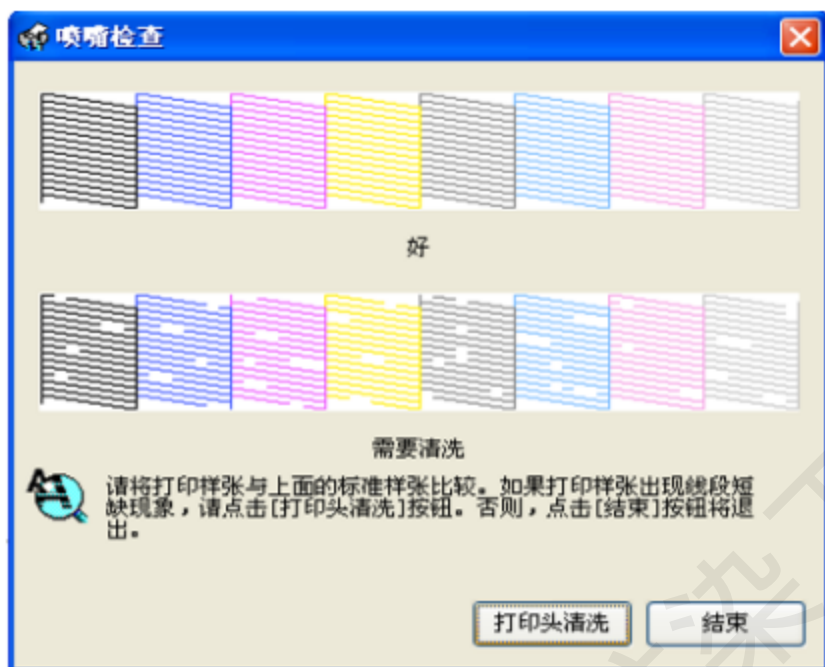 喷嘴检查
好
需要清洗
请将打印样张与上面的标准样张比较。如果打印样张出现线段短
缺现象，请点击[打印头清洗]按钮。否则，点击[结束]按钮将退
出。
打印头清洗
结束
染